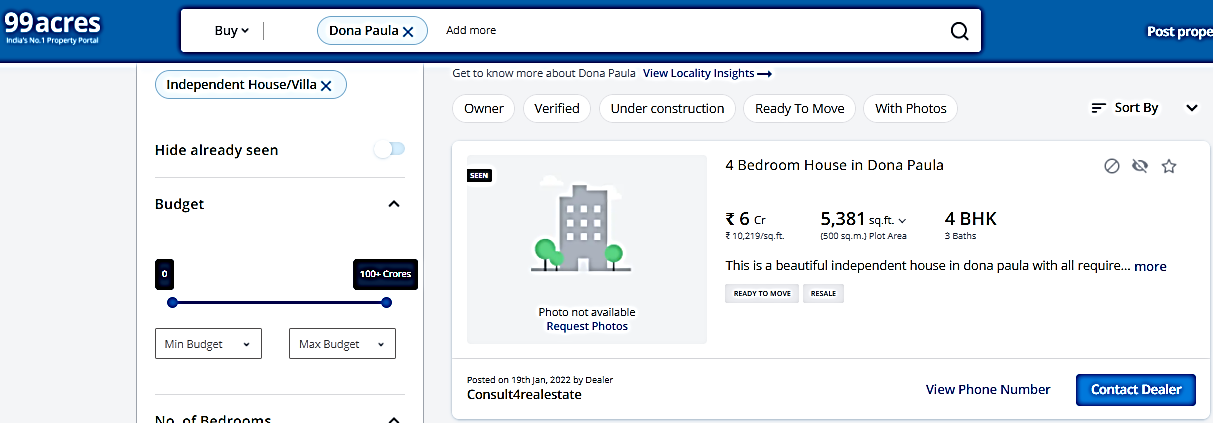 99acres
India's No.1 Property Portal
Buy
Dona Paula
Add more
Post prope
Independent House/Villa
Hide already seen
Budget
0
100+ Crores
Min Budget
Max Budget
No. of Bedrooms
Get to know more about Dona Paula View Locality Insights
Owner
Verified
Under construction
Ready To Move
With Photos
Sort By
SEEN
Photo not available
Request Photos
4 Bedroom House in Dona Paula
₹ 6 Cr
₹ 10,219/sq.ft.
5,381 sq.ft.
(500 sq.m.) Plot Area
4 BHK
3 Baths
This is a beautiful independent house in dona paula with all require... more
READY TO MOVE
RESALE
Posted on 19th Jan, 2022 by Dealer
Consult4realestate
View Phone Number
Contact Dealer